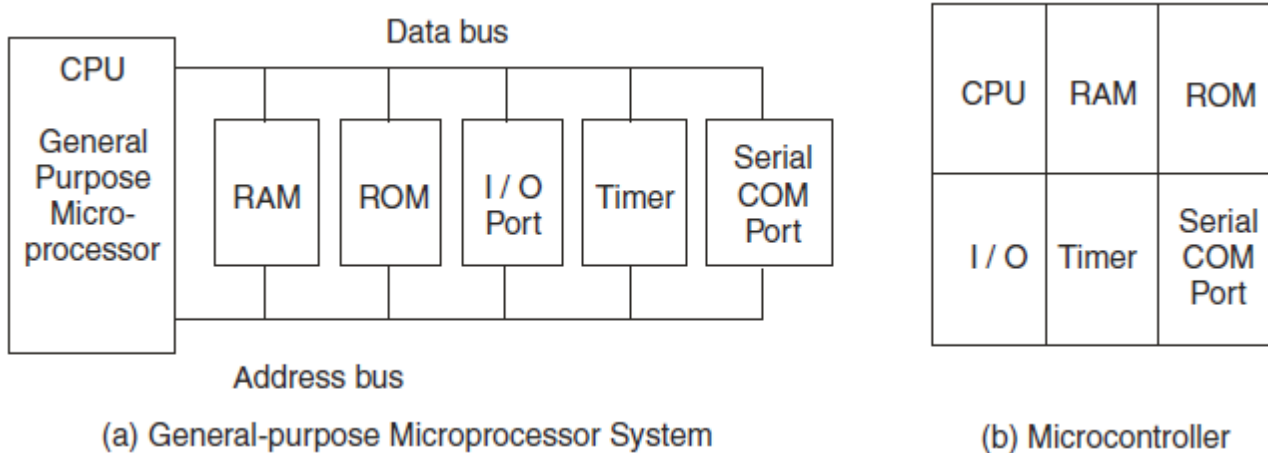 Data bus
CPU
General
Purpose
Micro-
processor
RAM
ROM
I / O
Port
Timer
Serial
COM
Port
Address bus
(a) General-purpose Microprocessor System
CPU
RAM
ROM
I / O
Timer
Serial
COM
Port
(b) Microcontroller